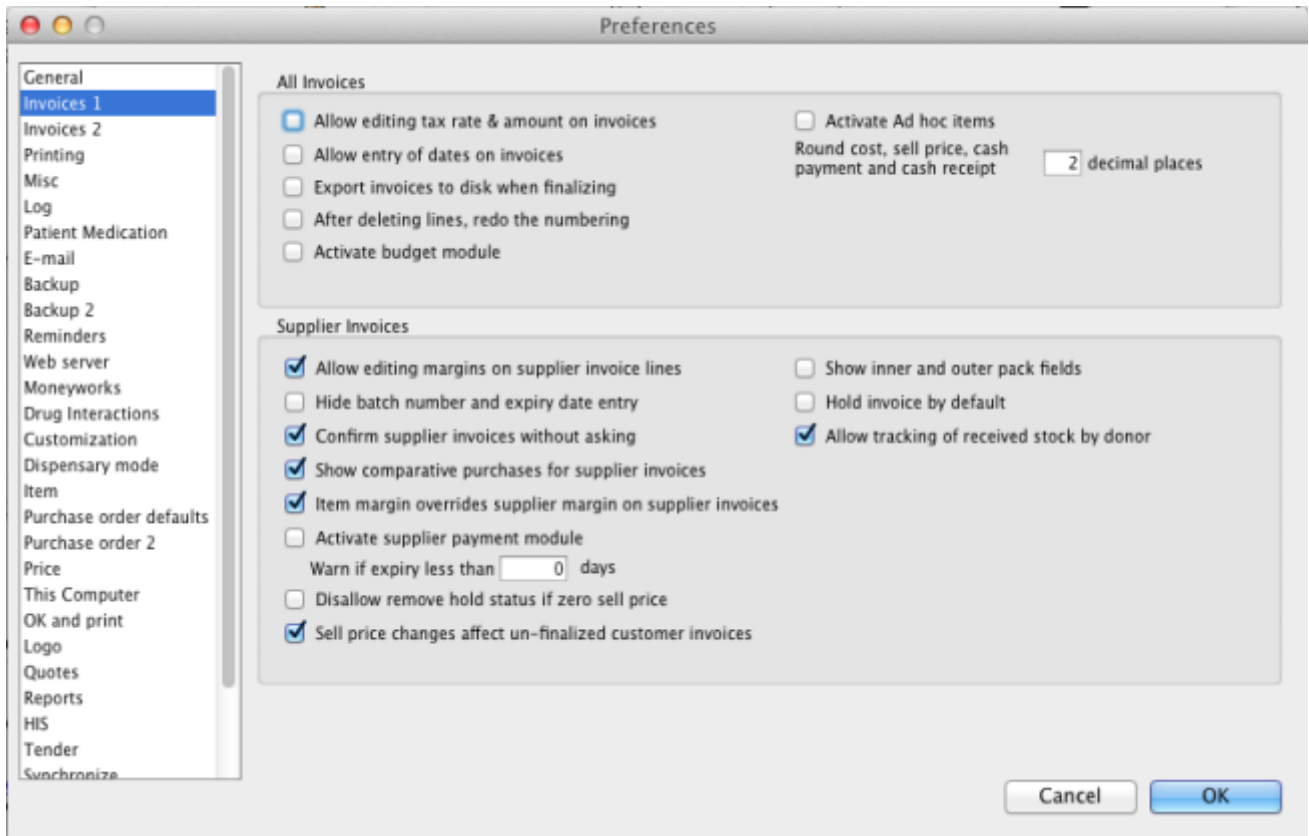 Preferences
General
Invoices 1
Invoices 2
Printing
Misc
Log
Patient Medication
E-mail
Backup
Backup 2
Reminders
Web server
Moneyworks
Drug Interactions
Customization
Dispensary mode
Item
Purchase order defaults
Purchase order 2
Price
This Computer
OK and print
Logo
Quotes
Reports
HIS
Tender
Synchronize
All Invoices
Allow editing tax rate & amount on invoices
Allow entry of dates on invoices
Export invoices to disk when finalizing
After deleting lines, redo the numbering
Activate budget module
Activate Ad hoc items
Round cost, sell price, cash
payment and cash receipt 2 decimal places
Supplier Invoices
Allow editing margins on supplier invoice lines
Hide batch number and expiry date entry
Confirm supplier invoices without asking
Show comparative purchases for supplier invoices
Item margin overrides supplier margin on supplier invoices
Activate supplier payment module
Warn if expiry less than 0 days
Disallow remove hold status if zero sell price
Sell price changes affect un-finalized customer invoices
Show inner and outer pack fields
Hold invoice by default
Allow tracking of received stock by donor
Cancel
OK